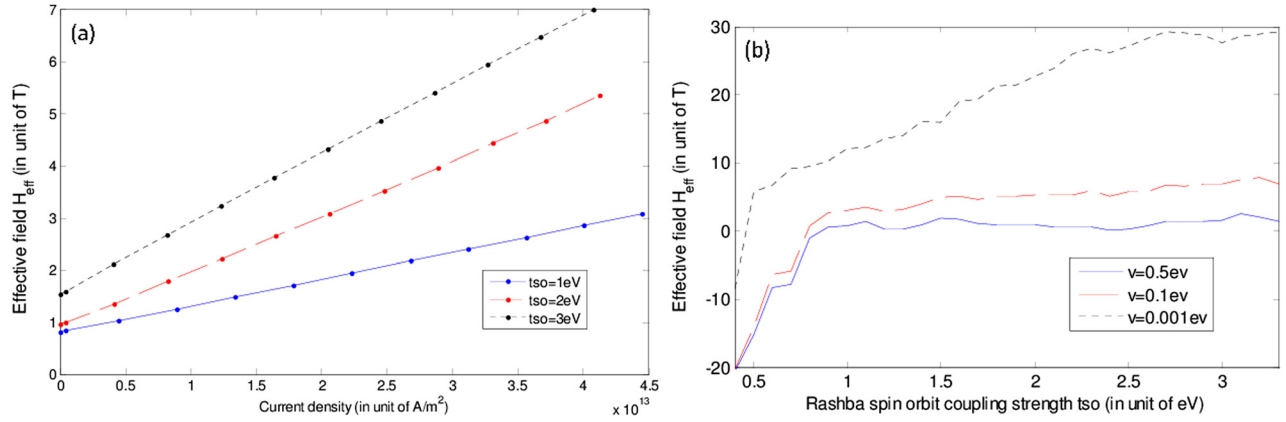 (a)
Effective field H_eff (in unit of T)
7
6
5
4
3
2
1
0
tso=1eV
tso=2eV
tso=3eV
0 0.5 1 1.5 2 2.5 3 3.5 4 4.5
Current density (in unit of A/m²)
x 10¹³
(b)
Effective field H_eff (in unit of T)
30
20
10
0
-10
-20
v=0.5ev
v=0.1ev
v=0.001ev
0.5 1 1.5 2 2.5 3
Rashba spin orbit coupling strength tso (in unit of eV)